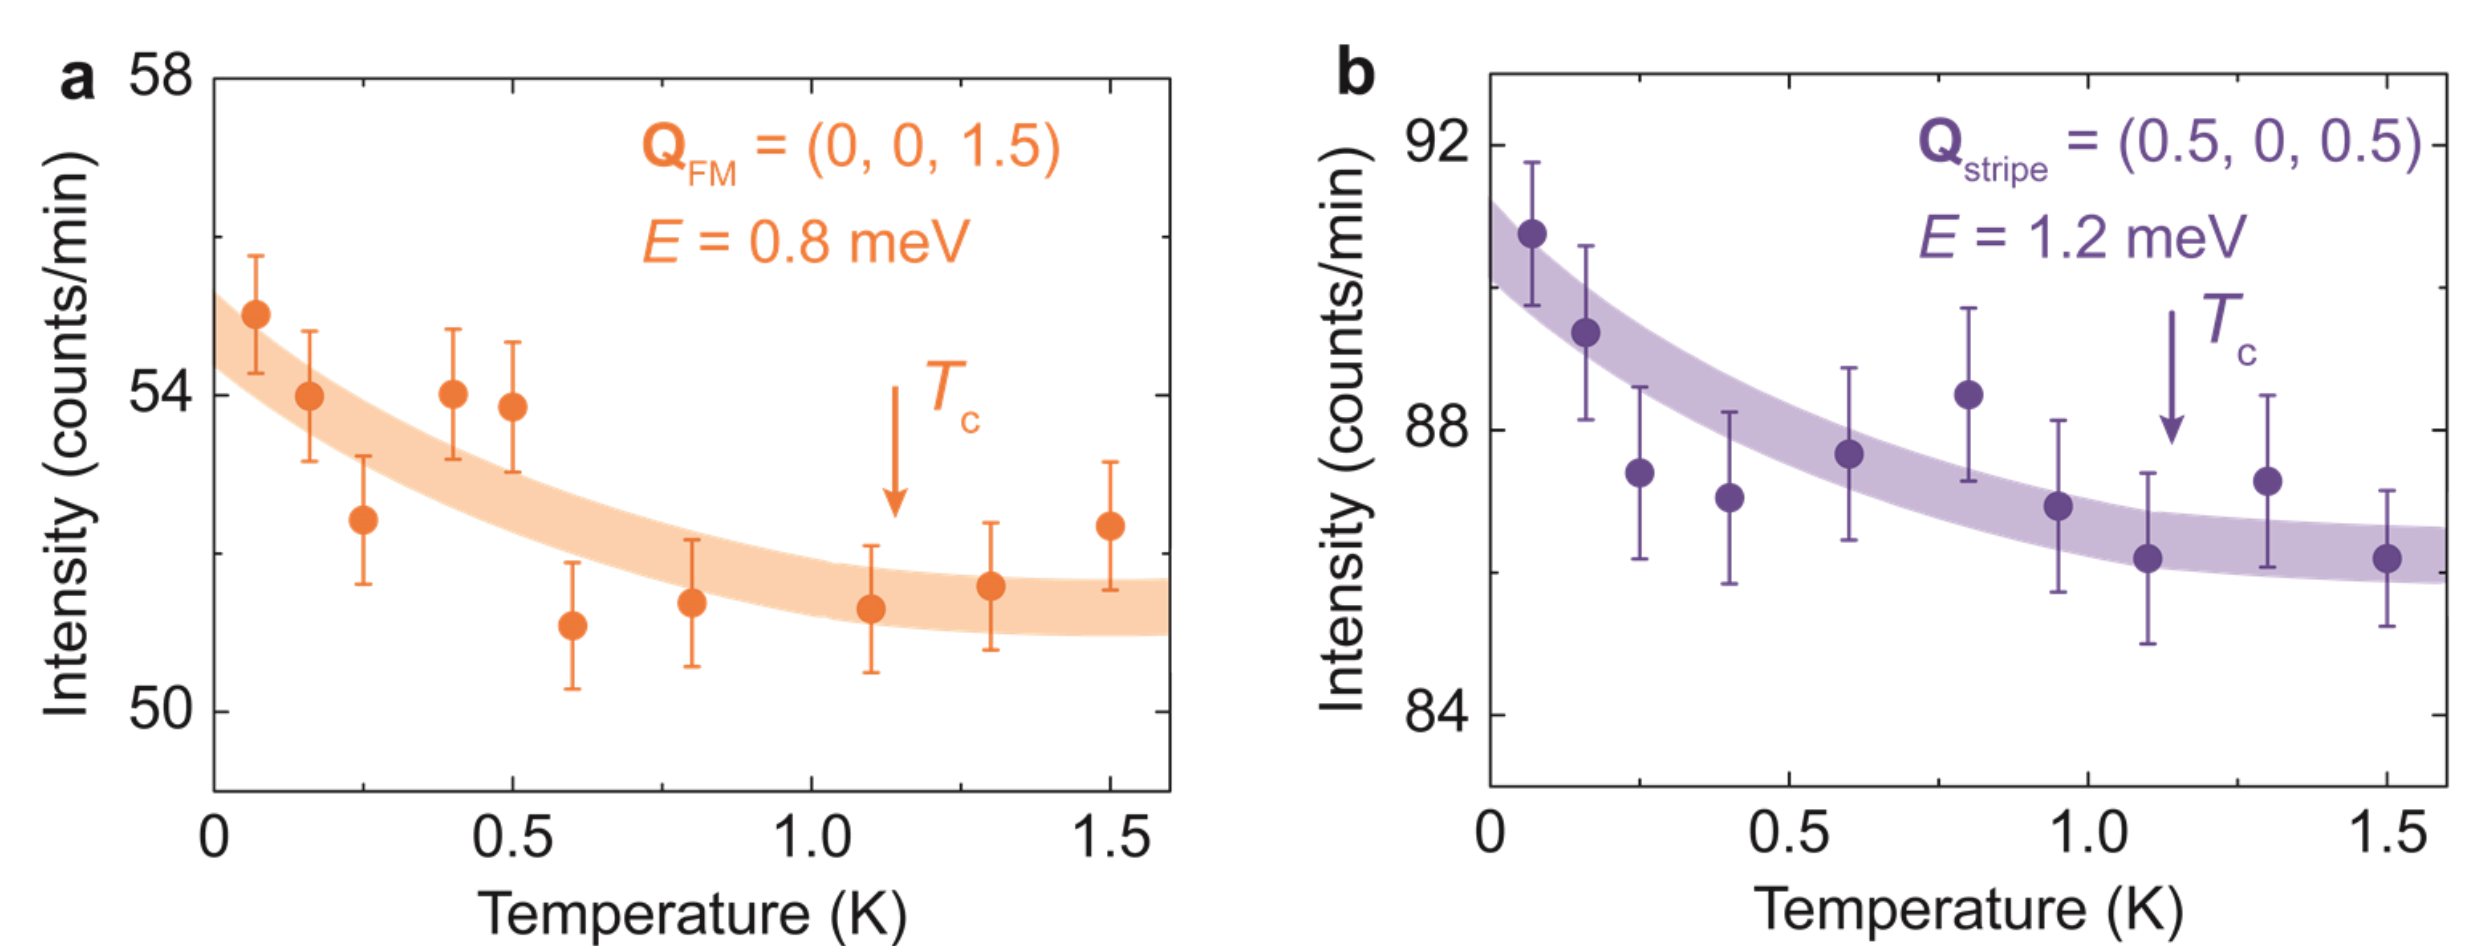 a
58
54
50
Intensity (counts/min)
Q_FM = (0, 0, 1.5)
E = 0.8 meV
T_c
0 0.5 1.0 1.5
Temperature (K)
b
92
88
84
Intensity (counts/min)
Q_stripe = (0.5, 0, 0.5)
E = 1.2 meV
T_c
0 0.5 1.0 1.5
Temperature (K)